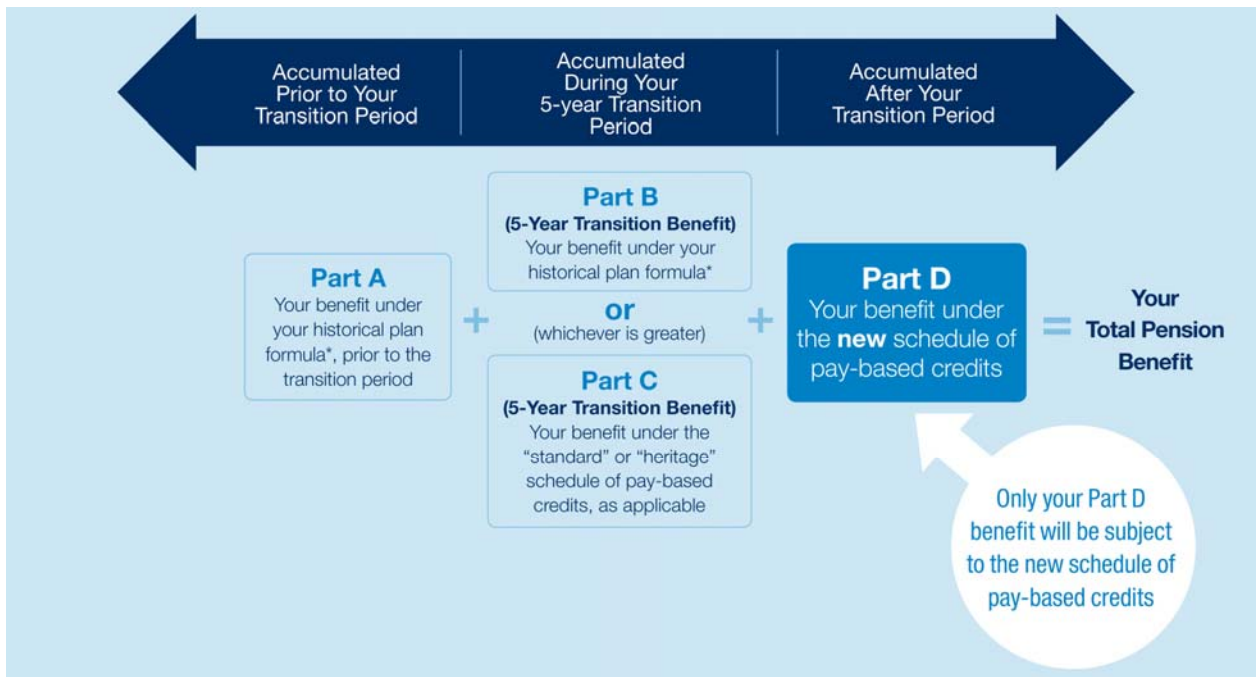 Accumulated
Prior to Your
Transition Period
Accumulated
During Your
5-year Transition
Period
Accumulated
After Your
Transition Period
Part A
Your benefit under
your historical plan
formula*, prior to the
transition period
+
Part B
(5-Year Transition Benefit)
Your benefit under your
historical plan formula*
or
(whichever is greater)
Part C
(5-Year Transition Benefit)
Your benefit under the
“standard” or “heritage”
schedule of pay-based
credits, as applicable
+
Part D
Your benefit under
the new schedule of
pay-based credits
=
Your
Total Pension
Benefit
Only your Part D
benefit will be subject
to the new schedule of
pay-based credits